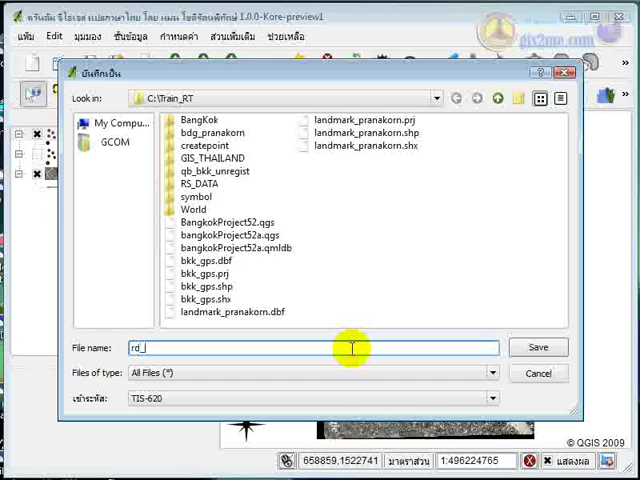 ควันตัม จีไอเอส แปลภาษาไทย โดย แมน โชติจรัสพิทักษ์ 1.0.0-Kore-preview1
แฟ้ม Edit มุมมอง ชั้นข้อมูล กำหนดค่า ส่วนเพิ่มเติม ช่วยเหลือ
gis2me.com
บันทึกเป็น
Look in: C:\Train_RT
My Compu...
GCOM
BangKok
bdg_pranakorn
createpoint
GIS_THAILAND
qb_bkk_unregist
RS_DATA
symbol
World
BangkokProject52.qgs
bangkokProject52a.qgs
bangkokProject52a.qmldb
bkk_gps.dbf
bkk_gps.prj
bkk_gps.shp
bkk_gps.shx
landmark_pranakorn.dbf
landmark_pranakorn.prj
landmark_pranakorn.shp
landmark_pranakorn.shx
File name: rd_
Save
Files of type: All Files (*)
Cancel
เข้ารหัส: TIS-620
© QGIS 2009
658859,1522741 มาตราส่วน 1:496224765 แสดงผล